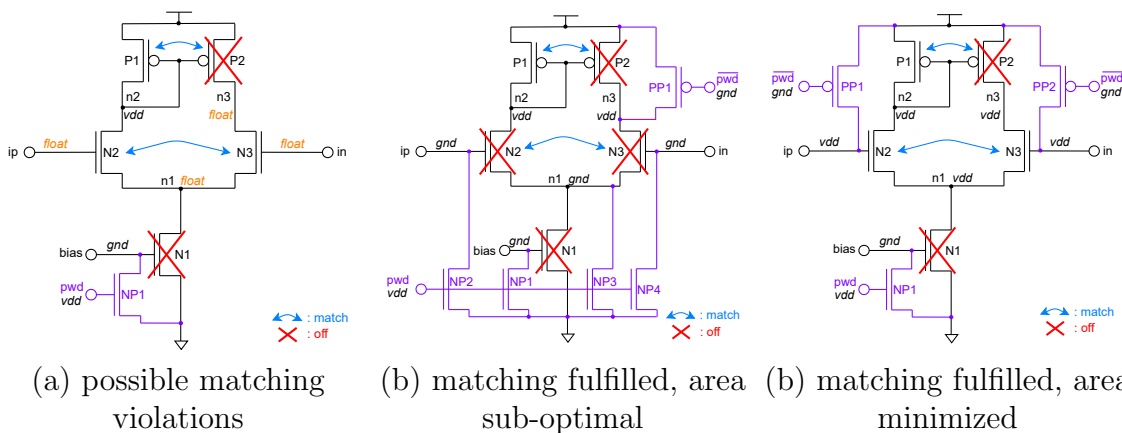 P1 P2
n2 n3
vdd float
ip float N2 N3 float in
n1 float
bias gnd N1
pwd NP1
vdd
: match
: off
(a) possible matching
violations
P1 P2
PP1 pwd
gnd
n2 n3
vdd vdd
ip gnd N2 N3 gnd in
n1 gnd
bias gnd N1
pwd NP2 NP1 NP3 NP4
vdd
: match
: off
(b) matching fulfilled, area
sub-optimal
P1 P2
pwd PP1 PP2 pwd
gnd gnd
n2 n3
vdd vdd
ip vdd N2 N3 vdd in
n1 vdd
bias gnd N1
pwd NP1
vdd
: match
: off
(b) matching fulfilled, area
minimized